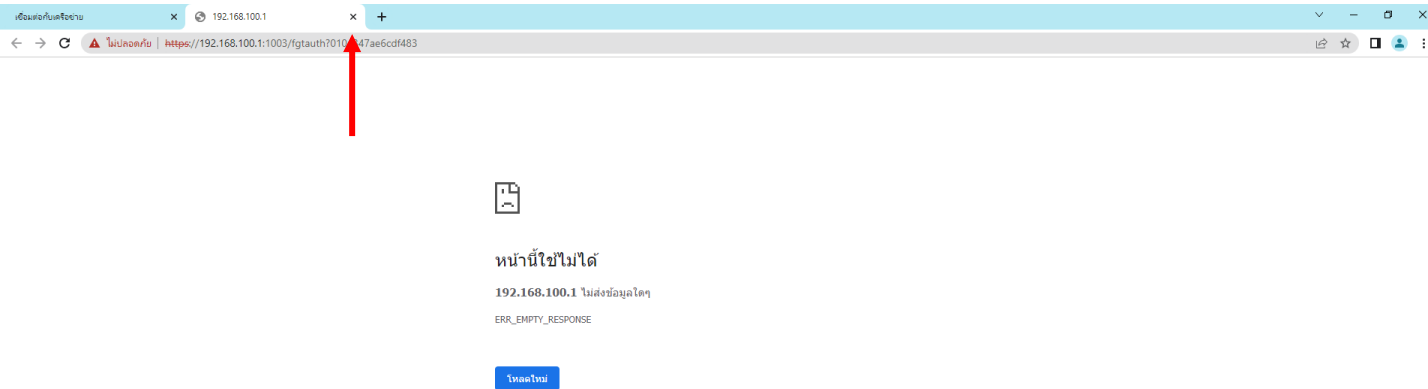 เชื่อมต่อกับเครือข่าย
192.168.100.1
ไม่ปลอดภัย | https://192.168.100.1:1003/fgtauth?010 47ae6cdf483
หน้านี้ใช้ไม่ได้
192.168.100.1 ไม่ส่งข้อมูลใดๆ
ERR_EMPTY_RESPONSE
โหลดใหม่